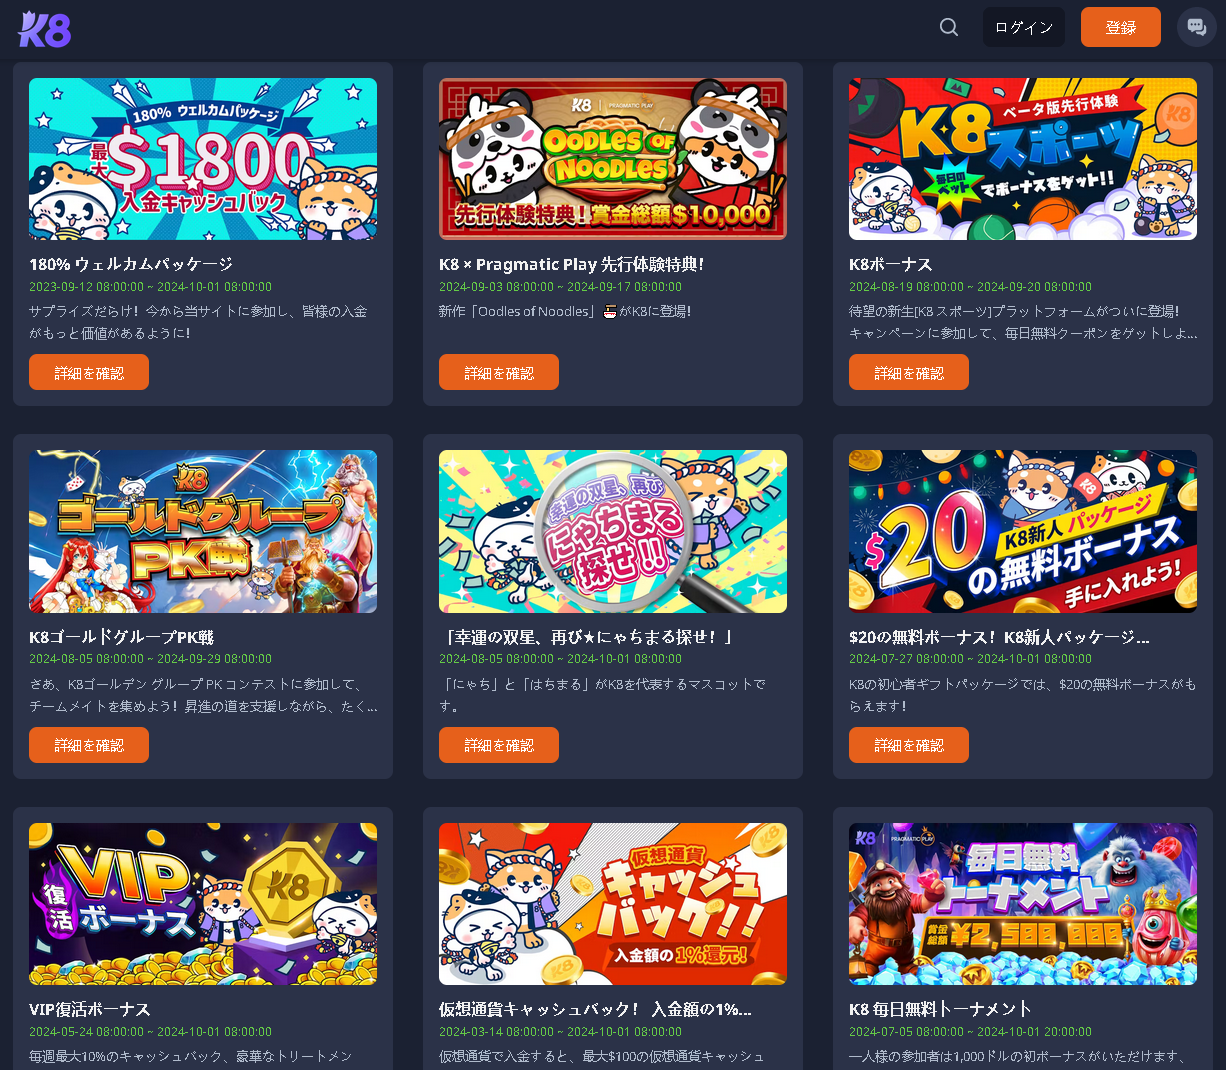 K8
ログイン
登録
180% ウェルカムパッケージ
最大$1800
入金キャッシュバック
180% ウェルカムパッケージ
2023-09-12 08:00:00 ~ 2024-10-01 08:00:00
サプライズだらけ！今から当サイトに参加し、皆様の入金
がもっと価値があるように！
詳細を確認
K8 | PRAGMATIC PLAY
OODLES OF
NOODLES
先行体験特典！賞金総額$10,000
K8 × Pragmatic Play 先行体験特典！
2024-09-03 08:00:00 ~ 2024-09-17 08:00:00
新作「Oodles of Noodles」🍜がK8に登場！
詳細を確認
ベータ版先行体験
K8スポーツ
K8
毎日のベット
でボーナスをゲット!!
K8ボーナス
2024-08-19 08:00:00 ~ 2024-09-20 08:00:00
待望の新生[K8 スポーツ]プラットフォームがついに登場！
キャンペーンに参加して、毎日無料クーポンをゲットしよ...
詳細を確認
K8
ゴールドグループ
PK戦
K8ゴールドグループPK戦
2024-08-05 08:00:00 ~ 2024-09-29 08:00:00
さあ、K8ゴールデン グループ PK コンテストに参加して、
チームメイトを集めよう！昇進の道を支援しながら、たく...
詳細を確認
幸運の双星、再び
にゃちまる
探せ!!
「幸運の双星、再び★にゃちまる探せ！」
2024-08-05 08:00:00 ~ 2024-10-01 08:00:00
「にゃち」と「はちまる」がK8を代表するマスコットで
す。
詳細を確認
K8
K8新人パッケージ
$20の無料ボーナス
手に入れよう!
$20の無料ボーナス！K8新人パッケージ...
2024-07-27 08:00:00 ~ 2024-10-01 08:00:00
K8の初心者ギフトパッケージでは、$20の無料ボーナスがも
らえます！
詳細を確認
VIP
復活
ボーナス
K8
VIP復活ボーナス
2024-05-24 08:00:00 ~ 2024-10-01 08:00:00
毎週最大10%のキャッシュバック、豪華なトリートメン
仮想通貨
キャッシュ
バック!!
入金額の1%還元!
K8
仮想通貨キャッシュバック！ 入金額の1%...
2024-03-14 08:00:00 ~ 2024-10-01 08:00:00
仮想通貨で入金すると、最大$100の仮想通貨キャッシュ
K8 | PRAGMATIC PLAY
毎日無料
トーナメント
賞金総額 ¥2,500,000
K8 毎日無料トーナメント
2024-07-05 08:00:00 ~ 2024-10-01 20:00:00
一人様の参加者は1,000ドルの初ボーナスがいただけます、